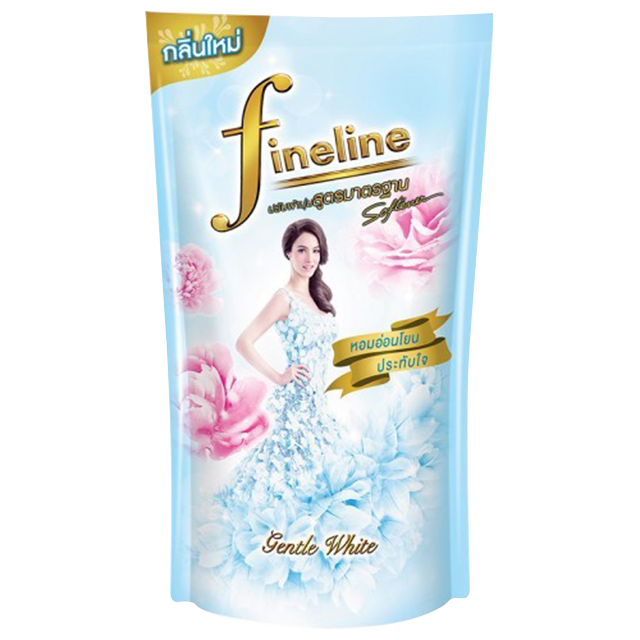 กลิ่นใหม่
fineline
ปรับผ้านุ่มสูตรมาตรฐาน
Softener
หอมอ่อนโยน
ประทับใจ
Gentle White